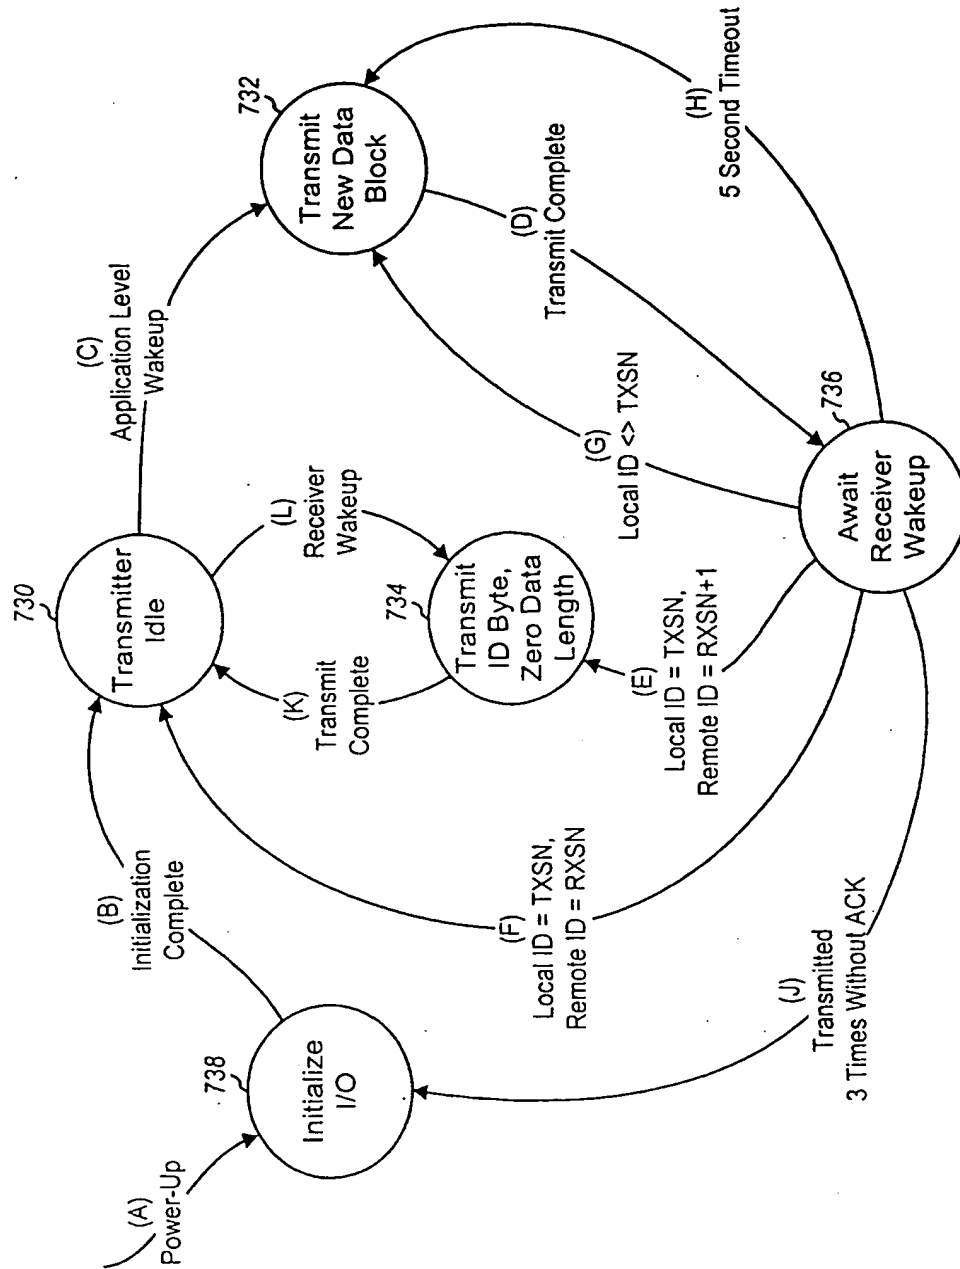 (A)
Power-Up
738
Initialize
I/O
(B)
Initialization
Complete
730
Transmitter
Idle
(C)
Application Level
Wakeup
732
Transmit
New Data
Block
(D)
Transmit Complete
(H)
5 Second Timeout
(G)
Local ID <> TXSN
(L)
Receiver
Wakeup
734
Transmit
ID Byte,
Zero Data
Length
(K)
Transmit
Complete
(E)
Local ID = TXSN,
Remote ID = RXSN+1
(F)
Local ID = TXSN,
Remote ID = RXSN
736
Await
Receiver
Wakeup
(J)
Transmitted
3 Times Without ACK